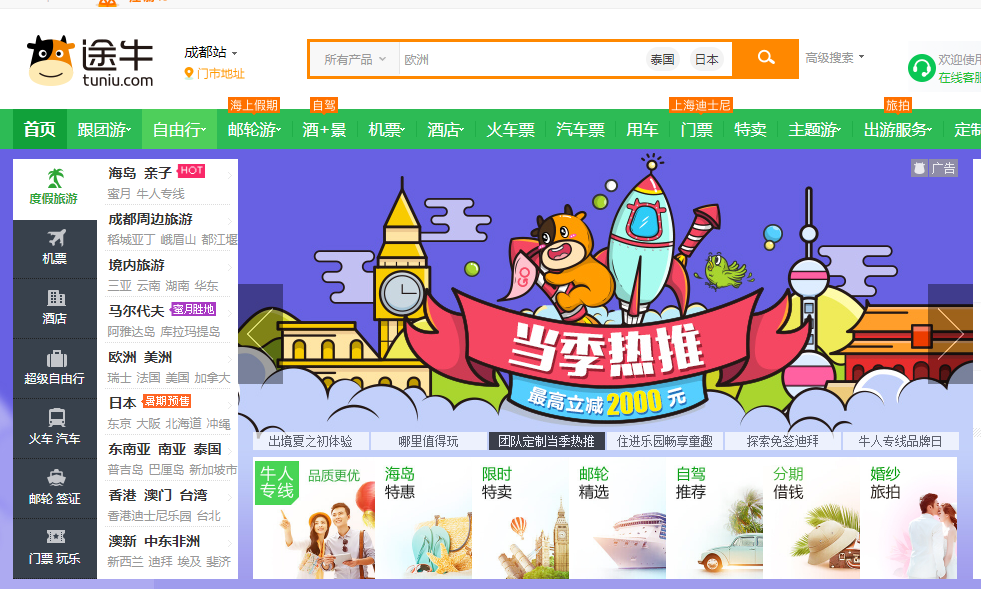 途牛
tuniu.com
成都站
门市地址
所有产品
欧洲
泰国
日本
高级搜索
欢迎使用
在线客服
海上假期
自驾
上海迪士尼
旅拍
首页
跟团游
自由行
邮轮游
酒+景
机票
酒店
火车票
汽车票
用车
门票
特卖
主题游
出游服务
定制
度假旅游
机票
酒店
超级自由行
火车 汽车
邮轮 签证
门票 玩乐
海岛 亲子 HOT
蜜月 牛人专线
成都周边旅游
稻城亚丁 峨眉山 都江堰
境内旅游
三亚 云南 湖南 华东
马尔代夫 蜜月胜地
阿雅达岛 库拉玛提岛
欧洲 美洲
瑞士 法国 美国 加拿大
日本 暑期预售
东京 大阪 北海道 冲绳
东南亚 南亚 泰国
普吉岛 巴厘岛 新加坡市
香港 澳门 台湾
香港迪士尼乐园 台北
澳新 中东非洲
新西兰 迪拜 埃及 斐济
广告
GO
当季热推
最高立减2000元
出境夏之初体验
哪里值得玩
团队定制当季热推
住进乐园畅享童趣
探索免签迪拜
牛人专线品牌日
牛人
专线
品质更优
海岛
特惠
限时
特卖
邮轮
精选
自驾
推荐
分期
借钱
婚纱
旅拍